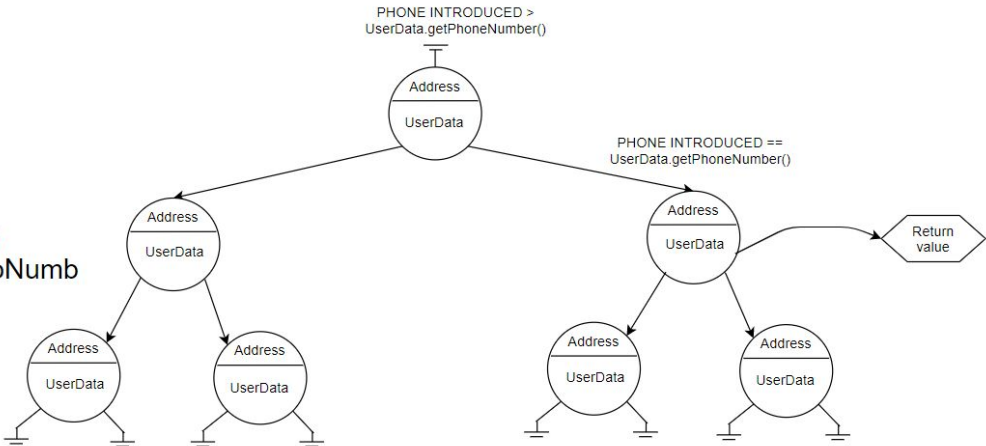 PHONE INTRODUCED >
UserData.getPhoneNumber()
Address
UserData
PHONE INTRODUCED ==
UserData.getPhoneNumber()
Address
UserData
Address
UserData
Return
value
Numb
Address
UserData
Address
UserData
Address
UserData
Address
UserData